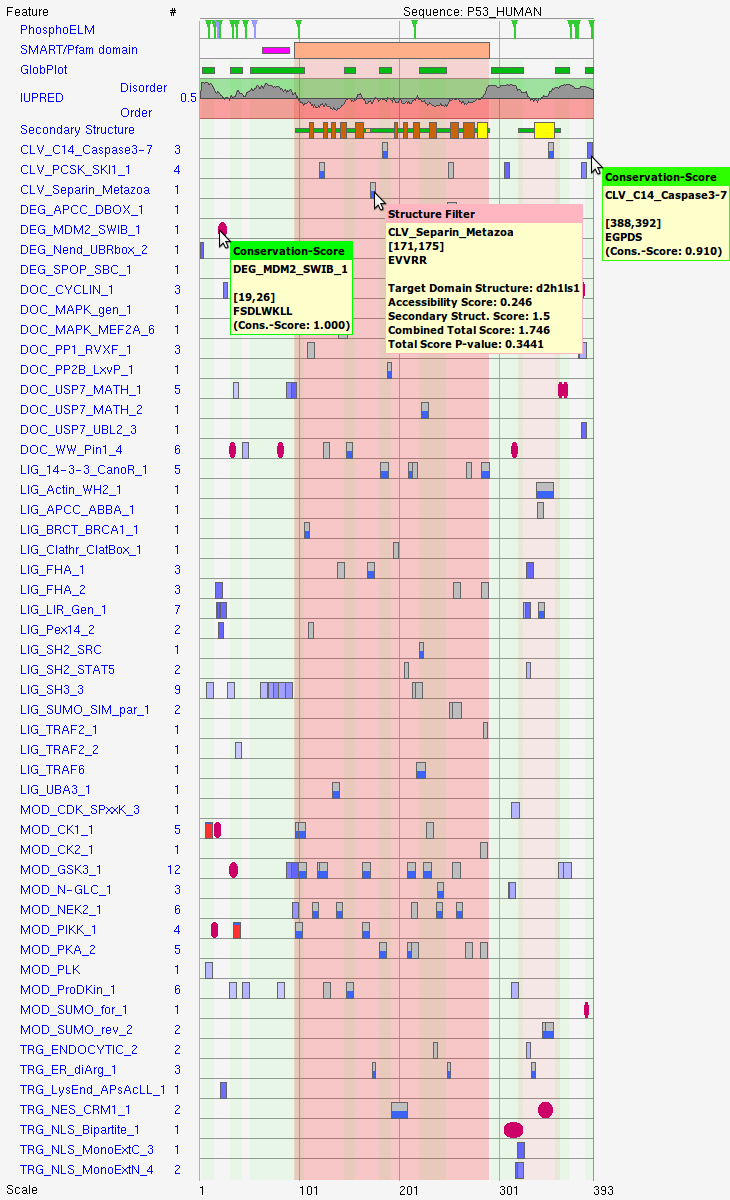 Feature # Sequence: P53_HUMAN
PhosphoELM
SMART/Pfam domain
GlobPlot
Disorder
IUPRED 0.5
Order
Secondary Structure
CLV_C14_Caspase3-7 3
CLV_PCSK_SKI1_1 4
CLV_Separin_Metazoa 1
DEG_APCC_DBOX_1 1
DEG_MDM2_SWIB_1 1
DEG_Nend_UBRbox_2 1
DEG_SPOP_SBC_1 1
DOC_CYCLIN_1 3
DOC_MAPK_gen_1 1
DOC_MAPK_MEF2A_6 1
DOC_PP1_RVXF_1 3
DOC_PP2B_LxvP_1 1
DOC_USP7_MATH_1 5
DOC_USP7_MATH_2 1
DOC_USP7_UBL2_3 1
DOC_WW_Pin1_4 6
LIG_14-3-3_CanoR_1 5
LIG_Actin_WH2_1 1
LIG_APCC_ABBA_1 1
LIG_BRCT_BRCA1_1 1
LIG_Clathr_ClatBox_1 1
LIG_FHA_1 3
LIG_FHA_2 3
LIG_LIR_Gen_1 7
LIG_Pex14_2 2
LIG_SH2_SRC 1
LIG_SH2_STAT5 2
LIG_SH3_3 9
LIG_SUMO_SIM_par_1 2
LIG_TRAF2_1 1
LIG_TRAF2_2 1
LIG_TRAF6 1
LIG_UBA3_1 1
MOD_CDK_SPxxK_3 1
MOD_CK1_1 5
MOD_CK2_1 1
MOD_GSK3_1 12
MOD_N-GLC_1 3
MOD_NEK2_1 6
MOD_PIKK_1 4
MOD_PKA_2 5
MOD_PLK 1
MOD_ProDKin_1 6
MOD_SUMO_for_1 1
MOD_SUMO_rev_2 2
TRG_ENDOCYTIC_2 2
TRG_ER_diArg_1 3
TRG_LysEnd_APsAcLL_1 1
TRG_NES_CRM1_1 2
TRG_NLS_Bipartite_1 1
TRG_NLS_MonoExtC_3 1
TRG_NLS_MonoExtN_4 2
Scale 1 101 201 301 393
Conservation-Score
CLV_C14_Caspase3-7
[388,392]
EGPDS
(Cons.-Score: 0.910)
Structure Filter
CLV_Separin_Metazoa
[171,175]
EVVRR
Target Domain Structure: d2h1ls1
Accessibility Score: 0.246
Secondary Struct. Score: 1.5
Combined Total Score: 1.746
Total Score P-value: 0.3441
Conservation-Score
DEG_MDM2_SWIB_1
[19,26]
FSDLWKLL
(Cons.-Score: 1.000)